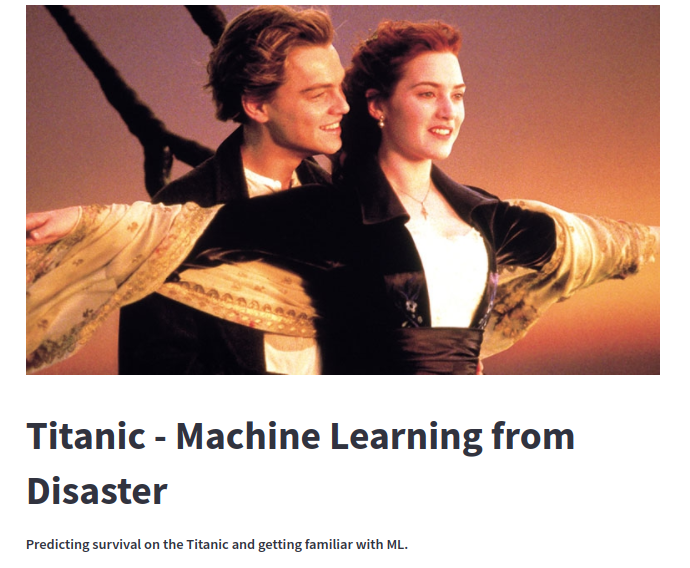 Titanic - Machine Learning from
Disaster
Predicting survival on the Titanic and getting familiar with ML.